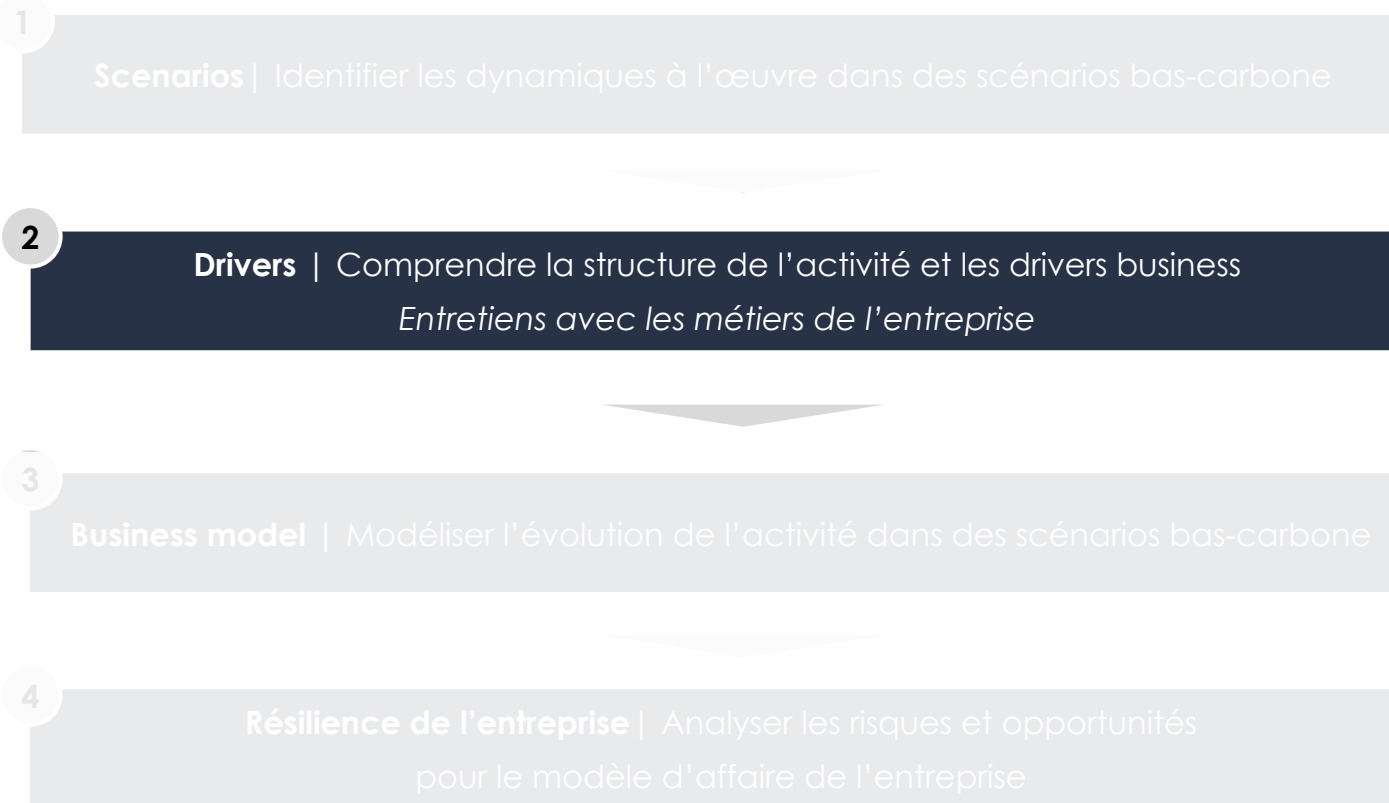 1
Scenarios| Identifier les dynamiques à l’œuvre dans des scénarios bas-carbone
2
Drivers | Comprendre la structure de l’activité et les drivers business
Entretiens avec les métiers de l’entreprise
3
Business model | Modéliser l’évolution de l’activité dans des scénarios bas-carbone
4
Résilience de l’entreprise| Analyser les risques et opportunités
pour le modèle d’affaire de l’entreprise